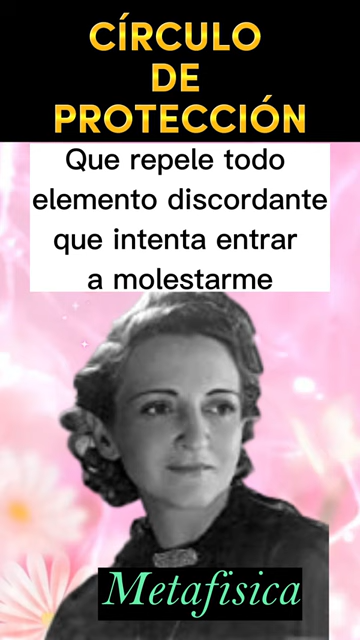 CÍRCULO
DE
PROTECCIÓN
Que repele todo
elemento discordante
que intenta entrar
a molestarme
Metafisica